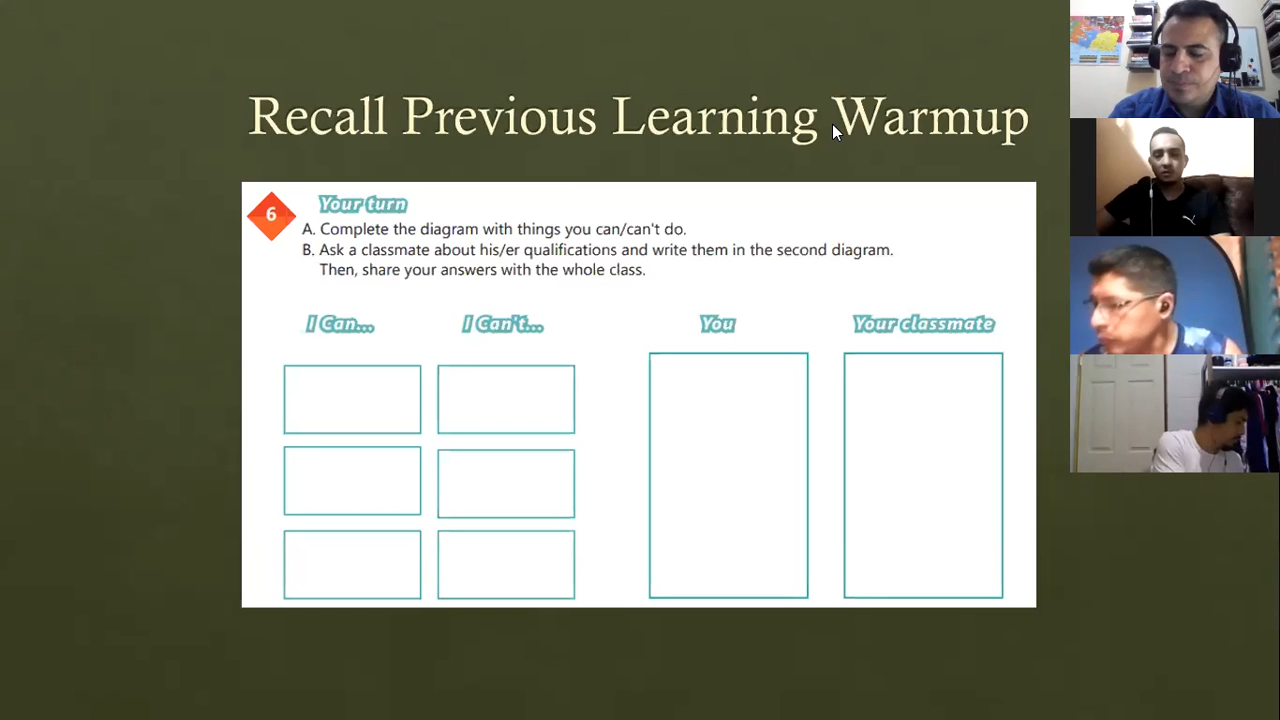 Recall Previous Learning Warmup
6
Your turn
A. Complete the diagram with things you can/can't do.
B. Ask a classmate about his/er qualifications and write them in the second diagram.
Then, share your answers with the whole class.
I Can...
I Can't...
You
Your classmate